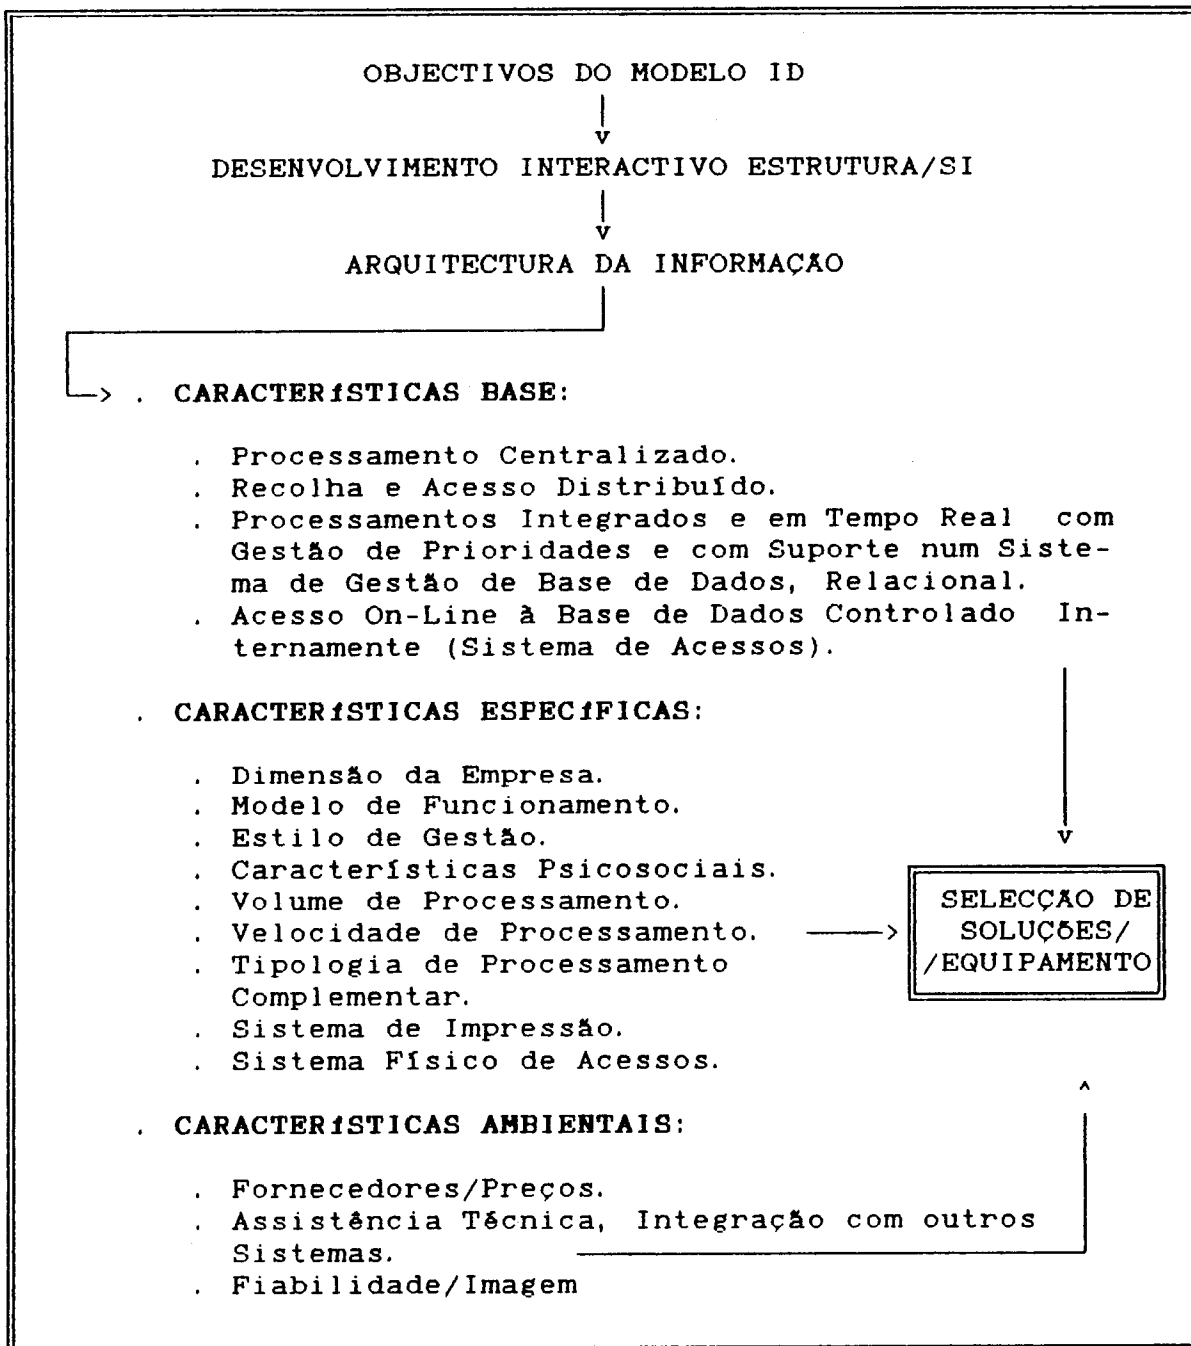 OBJECTIVOS DO MODELO ID
DESENVOLVIMENTO INTERACTIVO ESTRUTURA/SI
ARQUITECTURA DA INFORMAÇÃO
. CARACTERÍSTICAS BASE:
. Processamento Centralizado.
. Recolha e Acesso Distribuído.
. Processamentos Integrados e em Tempo Real com
Gestão de Prioridades e com Suporte num Siste-
ma de Gestão de Base de Dados, Relacional.
. Acesso On-Line à Base de Dados Controlado In-
ternamente (Sistema de Acessos).
. CARACTERÍSTICAS ESPECÍFICAS:
. Dimensão da Empresa.
. Modelo de Funcionamento.
. Estilo de Gestão.
. Características Psicosociais.
. Volume de Processamento.
. Velocidade de Processamento.
. Tipologia de Processamento
Complementar.
. Sistema de Impressão.
. Sistema Físico de Acessos.
SELECÇÃO DE
SOLUÇÕES/
/EQUIPAMENTO
. CARACTERÍSTICAS AMBIENTAIS:
. Fornecedores/Preços.
. Assistência Técnica, Integração com outros
Sistemas.
. Fiabilidade/Imagem